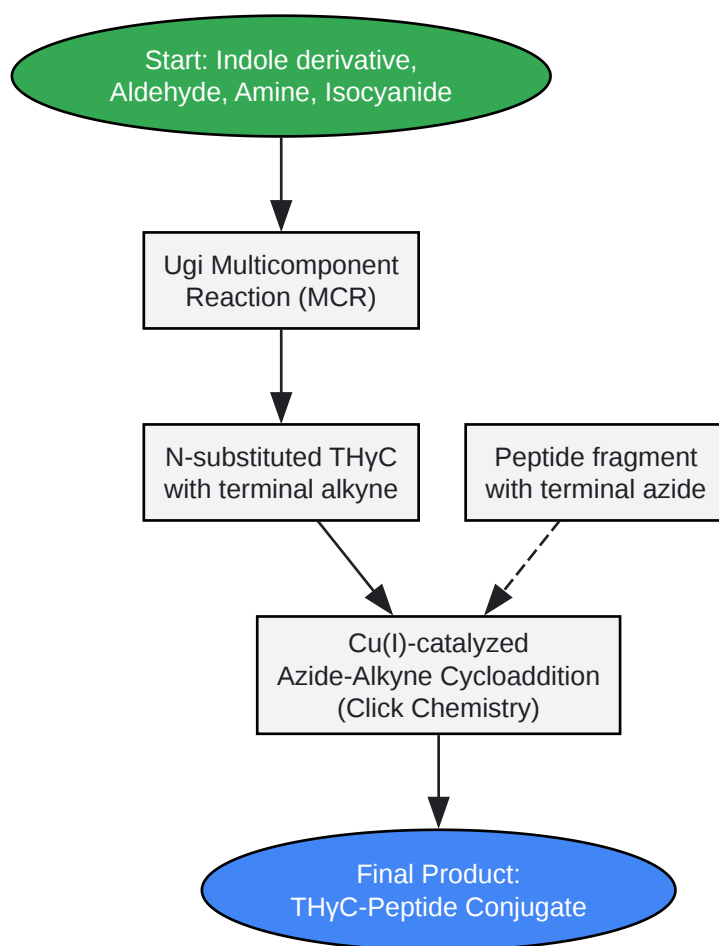 Start: Indole derivative,
Aldehyde, Amine, Isocyanide
Ugi Multicomponent
Reaction (MCR)
N-substituted THγC
with terminal alkyne
Peptide fragment
with terminal azide
Cu(I)-catalyzed
Azide-Alkyne Cycloaddition
(Click Chemistry)
Final Product:
THγC-Peptide Conjugate